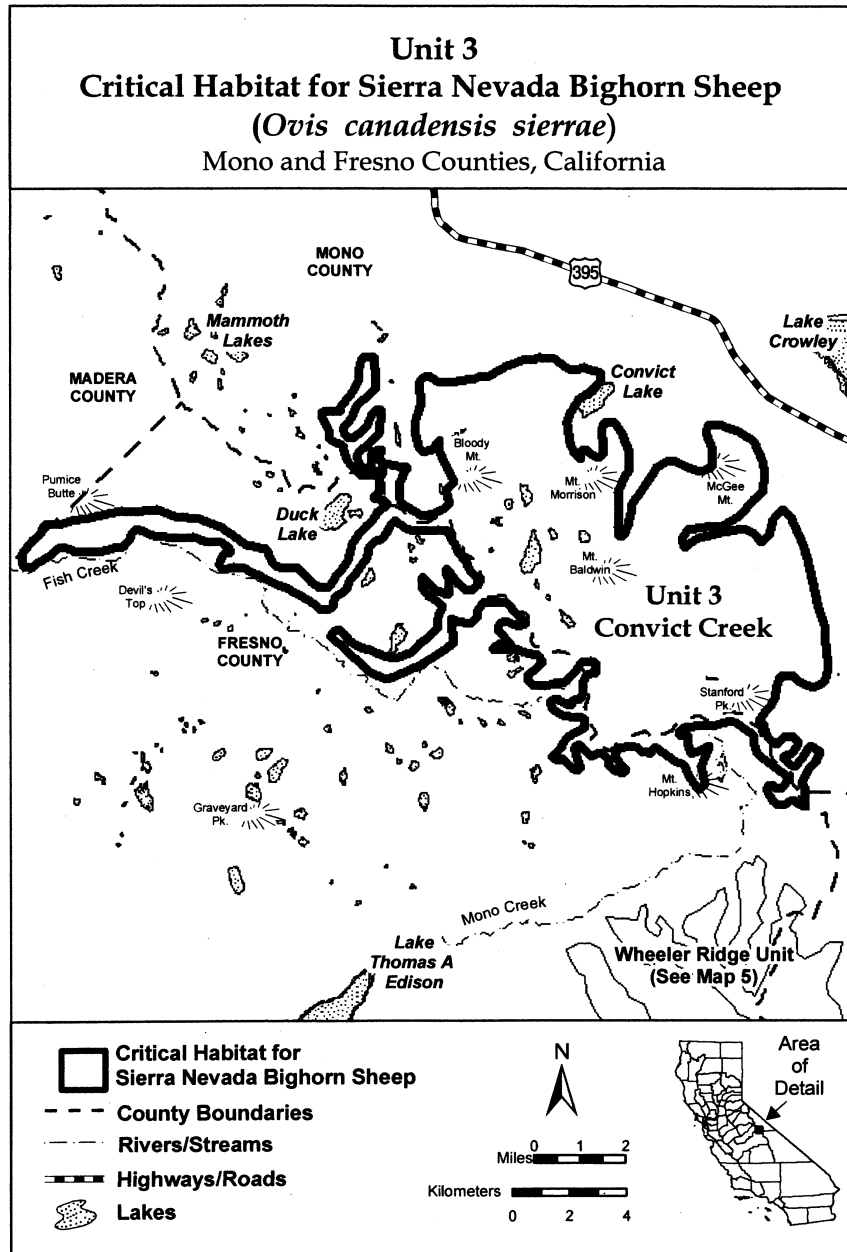 Unit 3
Critical Habitat for Sierra Nevada Bighorn Sheep
(Ovis canadensis sierrae)
Mono and Fresno Counties, California
MONO
COUNTY
395
Mammoth
Lakes
Lake
Crowley
MADERA
COUNTY
Convict
Lake
Bloody
Mt.
Pumice
Butte
Mt.
Morrison
McGee
Mt.
Duck
Lake
Mt.
Baldwin
Fish Creek
Devil's
Top
Unit 3
Convict Creek
FRESNO
COUNTY
Stanford
Pk.
Mt.
Hopkins
Graveyard
Pk.
Mono Creek
Lake
Thomas A
Edison
Wheeler Ridge Unit
(See Map 5)
Critical Habitat for
Sierra Nevada Bighorn Sheep
County Boundaries
Rivers/Streams
Highways/Roads
Lakes
N
0 1 2
Miles
Kilometers
0 2 4
Area
of
Detail